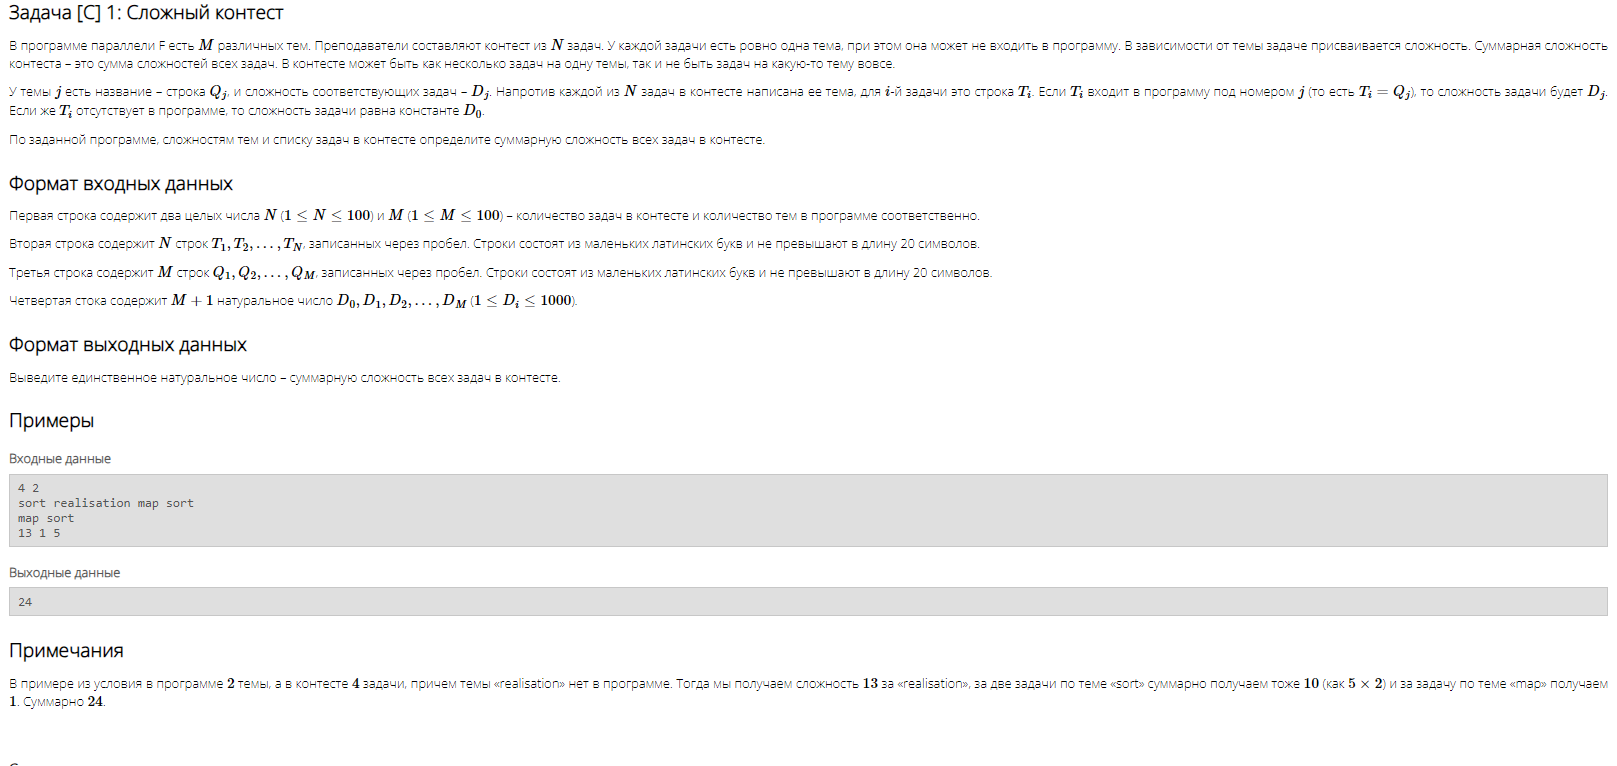 Задача [C] 1: Сложный контест
В программе параллели F есть M различных тем. Преподаватели составляют контест из N задач. У каждой задачи есть ровно одна тема, при этом она может не входить в программу. В зависимости от темы задаче присваивается сложность. Суммарная сложность
контеста – это сумма сложностей всех задач. В контесте может быть как несколько задач на одну темы, так и не быть задач на какую-то тему вовсе.
У темы j есть название – строка Q_j, и сложность соответствующих задач – D_j. Напротив каждой из N задач в контесте написана ее тема, для i-й задачи это строка T_i. Если T_i входит в программу под номером j (то есть T_i = Q_j), то сложность задачи будет D_j.
Если же T_i отсутствует в программе, то сложность задачи равна константе D_0.
По заданной программе, сложностям тем и списку задач в контесте определите суммарную сложность всех задач в контесте.
Формат входных данных
Первая строка содержит два целых числа N (1 ≤ N ≤ 100) и M (1 ≤ M ≤ 100) – количество задач в контесте и количество тем в программе соответственно.
Вторая строка содержит N строк T_1, T_2, . . . , T_N, записанных через пробел. Строки состоят из маленьких латинских букв и не превышают в длину 20 символов.
Третья строка содержит M строк Q_1, Q_2, . . . , Q_M, записанных через пробел. Строки состоят из маленьких латинских букв и не превышают в длину 20 символов.
Четвертая стока содержит M + 1 натуральное число D_0, D_1, D_2, . . . , D_M (1 ≤ D_i ≤ 1000).
Формат выходных данных
Выведите единственное натуральное число – суммарную сложность всех задач в контесте.
Примеры
Входные данные
4 2
sort realisation map sort
map sort
13 1 5
Выходные данные
24
Примечания
В примере из условия в программе 2 темы, а в контесте 4 задачи, причем темы «realisation» нет в программе. Тогда мы получаем сложность 13 за «realisation», за две задачи по теме «sort» суммарно получаем тоже 10 (как 5 × 2) и за задачу по теме «map» получаем
1. Суммарно 24.